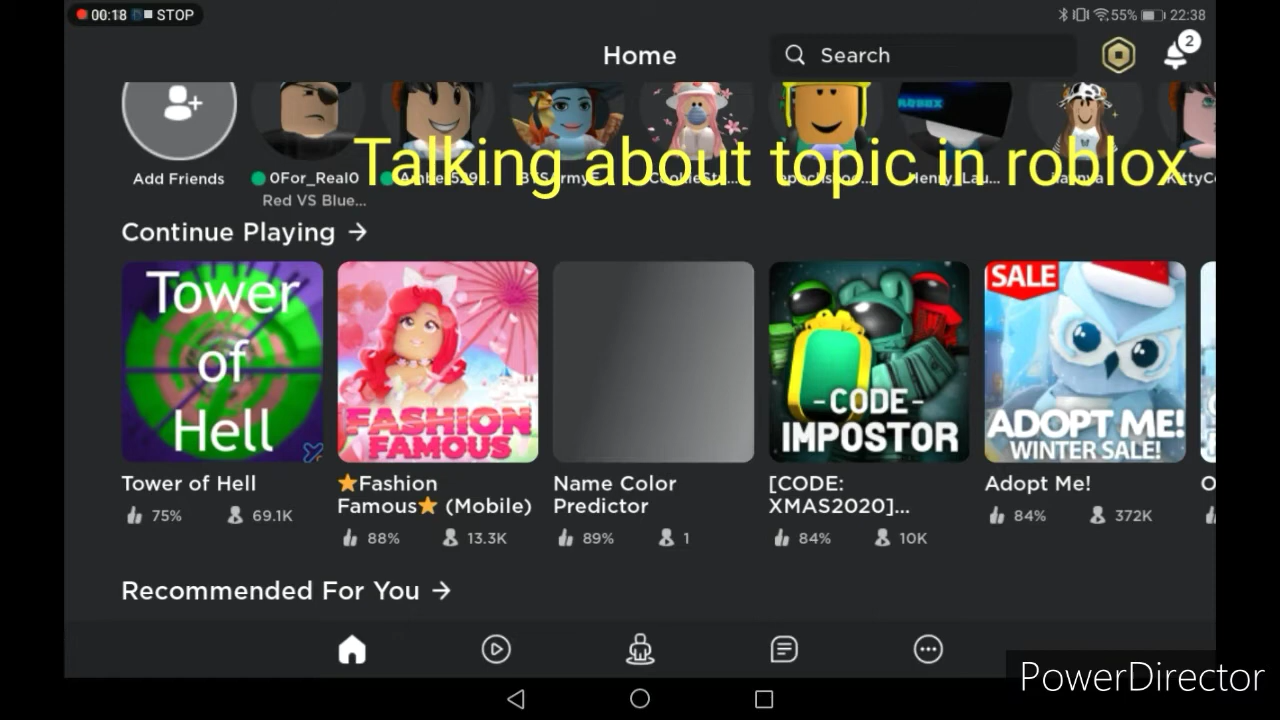 00:18 STOP
55% 22:38
Home
Search
2
ROBLOX
Talking about topic in roblox
Add Friends
0For_Real0
Red VS Blue...
Continue Playing →
Tower
of
Hell
FASHION
FAMOUS
-CODE-
IMPOSTOR
SALE
ADOPT ME!
WINTER SALE!
Tower of Hell
75% 69.1K
⭐Fashion
Famous⭐ (Mobile)
88% 13.3K
Name Color
Predictor
89% 1
[CODE:
XMAS2020]...
84% 10K
Adopt Me!
84% 372K
Recommended For You →
PowerDirector